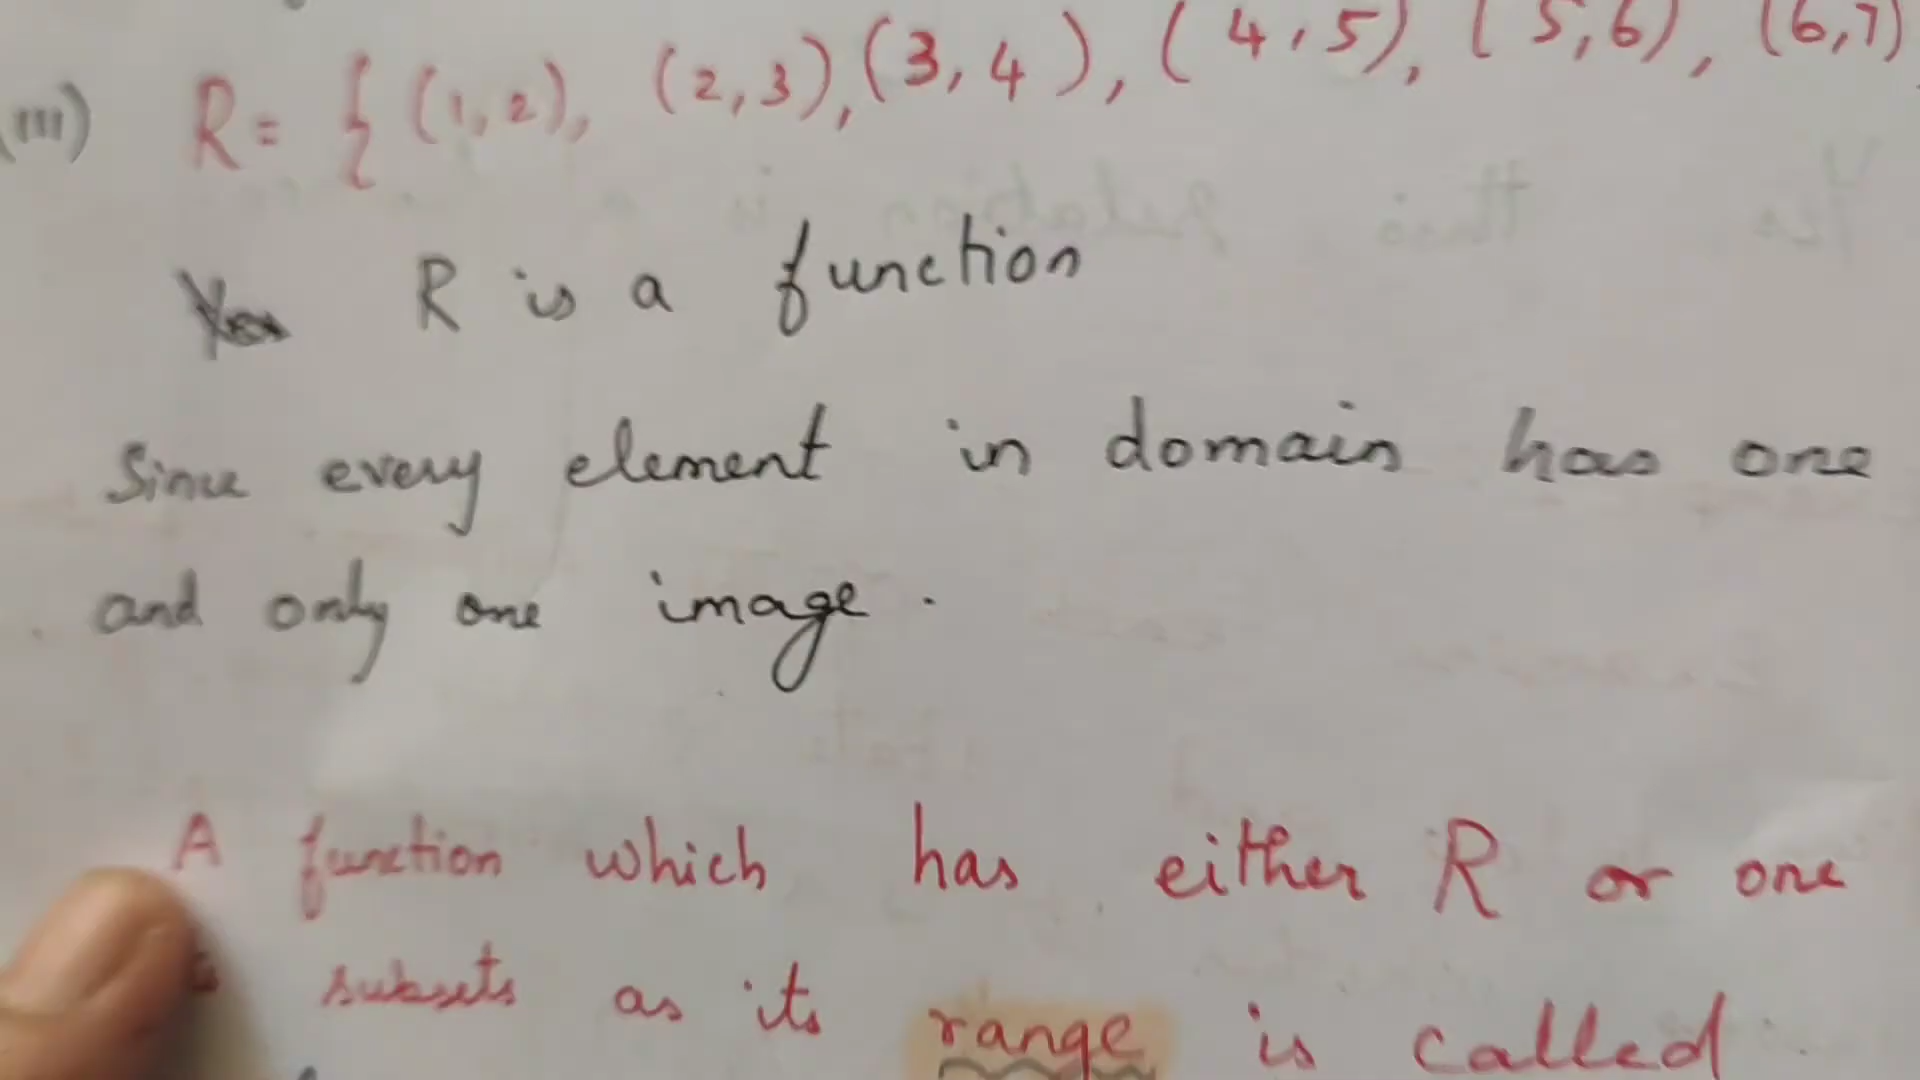 (iii) R = { (1,2), (2,3), (3,4), (4,5), (5,6), (6,7)
R is a function
Since every element in domain has one
and only one image.
A function which has either R or one
subsets as its range is called